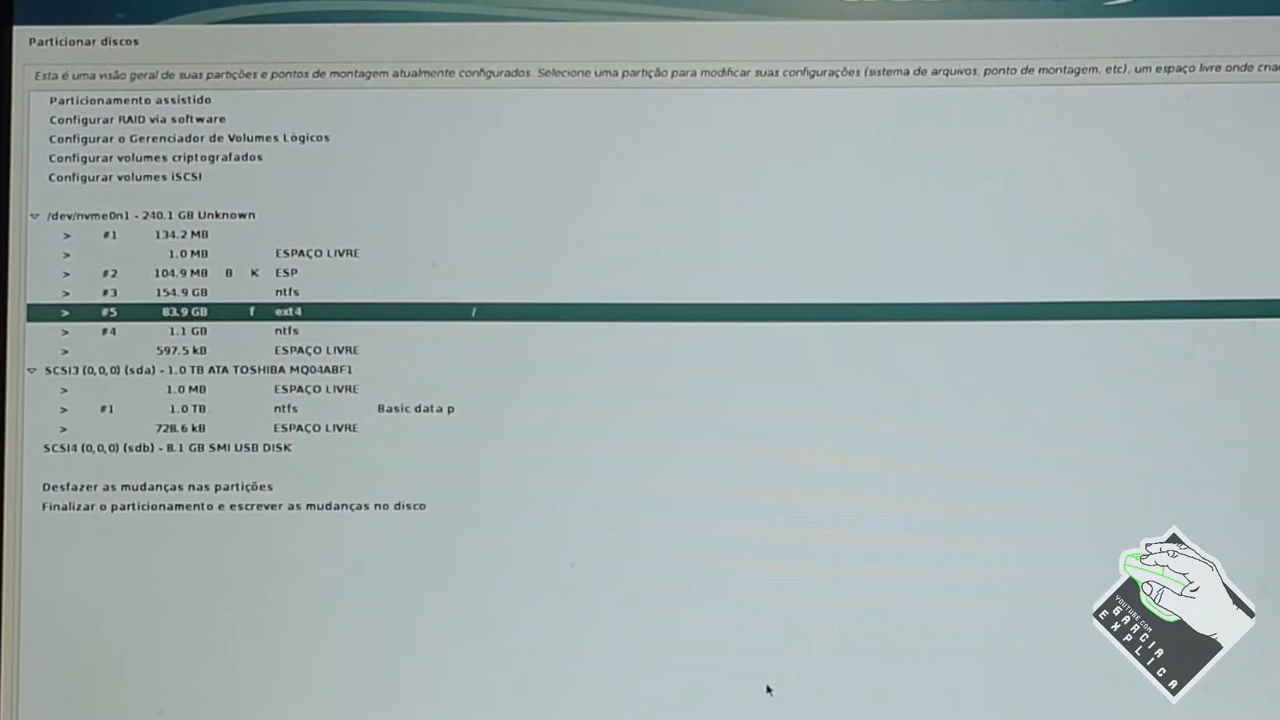 Particionar discos
Esta é uma visão geral de suas partições e pontos de montagem atualmente configurados. Selecione uma partição para modificar suas configurações (sistema de arquivos, ponto de montagem, etc), um espaço livre onde cria
Particionamento assistido
Configurar RAID via software
Configurar o Gerenciador de Volumes Lógicos
Configurar volumes criptografados
Configurar volumes iSCSI
/dev/nvme0n1 - 240.1 GB Unknown
> #1 134.2 MB
> 1.0 MB ESPAÇO LIVRE
> #2 104.9 MB B K ESP
> #3 154.9 GB ntfs
> #5 83.9 GB f ext4 /
> #4 1.1 GB ntfs
> 597.5 kB ESPAÇO LIVRE
SCSI3 (0,0,0) (sda) - 1.0 TB ATA TOSHIBA MQ04ABF1
> 1.0 MB ESPAÇO LIVRE
> #1 1.0 TB ntfs Basic data p
> 728.6 kB ESPAÇO LIVRE
SCSI4 (0,0,0) (sdb) - 8.1 GB SMI USB DISK
Desfazer as mudanças nas partições
Finalizar o particionamento e escrever as mudanças no disco
YOUTUBE.COM
GARCIA
EXPLICA